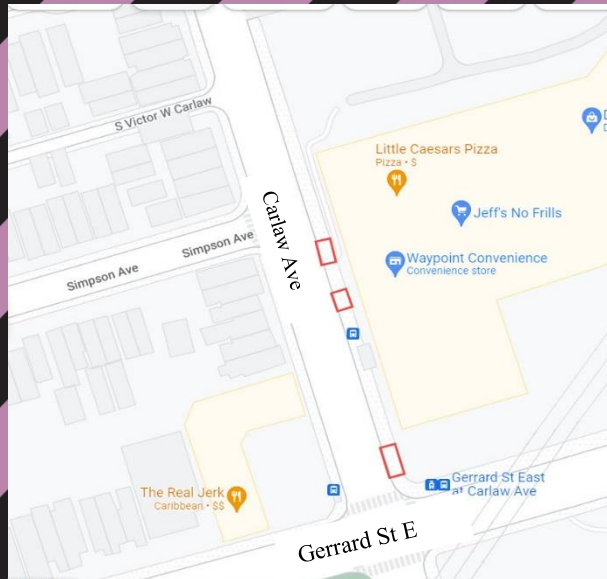 S Victor W Carlaw
Little Caesars Pizza
Pizza • $
D
D
Jeff's No Frills
Carlaw Ave
Simpson Ave
Simpson Ave
Waypoint Convenience
Convenience store
The Real Jerk
Caribbean • $$
Gerrard St East
at Carlaw Ave
Gerrard St E